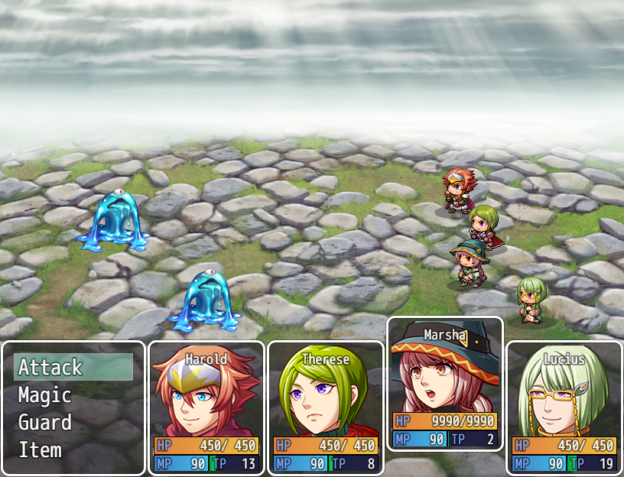 Attack
Magic
Guard
Item
Harold
HP 450/ 450
MP 90 TP 13
Therese
HP 450/ 450
MP 90 TP 8
Marsha
HP 9990/9990
MP 90 TP 2
Lucius
HP 450/ 450
MP 90 TP 19